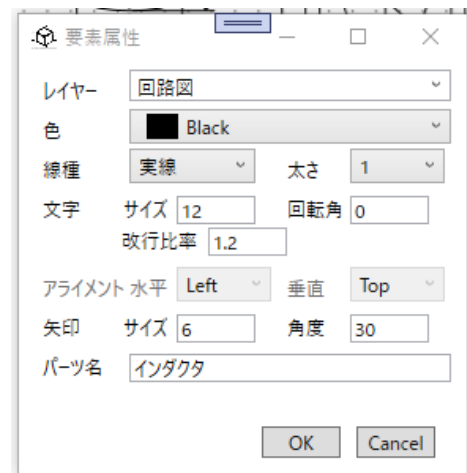 要素属性
レイヤー 回路図
色 Black
線種 実線 太さ 1
文字 サイズ 12 回転角 0
改行比率 1.2
アライメント 水平 Left 垂直 Top
矢印 サイズ 6 角度 30
パーツ名 インダクタ
OK Cancel